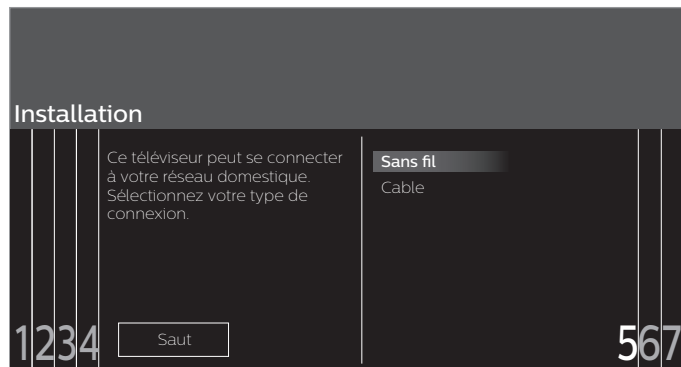 Installation
Ce téléviseur peut se connecter
à votre réseau domestique.
Sélectionnez votre type de
connexion.
Sans fil
Cable
1234
Saut
567